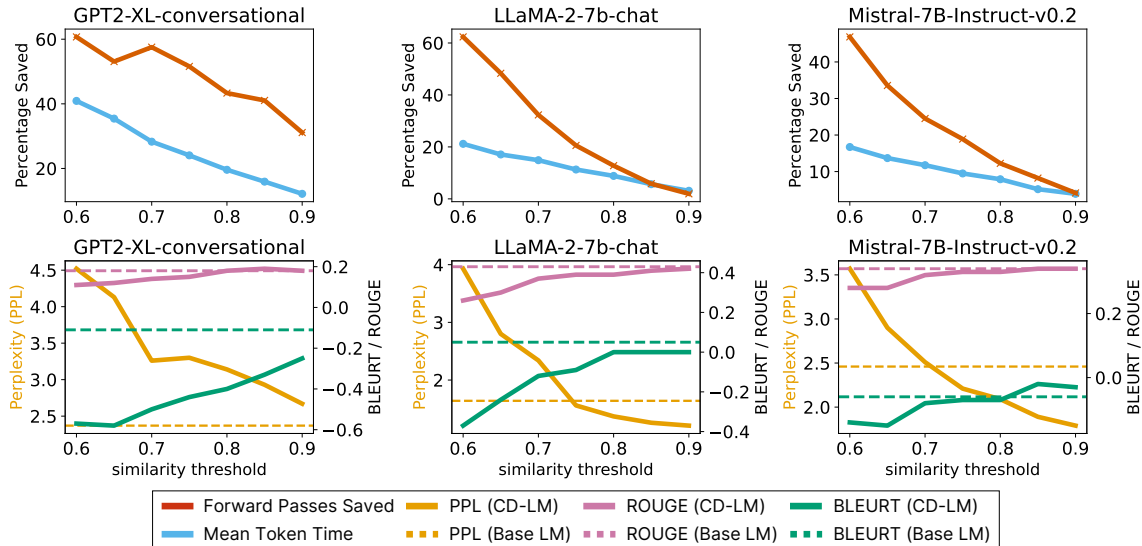 GPT2-XL-conversational
LLaMA-2-7b-chat
Mistral-7B-Instruct-v0.2
Percentage Saved
60
40
20
0.6 0.7 0.8 0.9
Percentage Saved
60
40
20
0
0.6 0.7 0.8 0.9
Percentage Saved
40
30
20
10
0.6 0.7 0.8 0.9
GPT2-XL-conversational
LLaMA-2-7b-chat
Mistral-7B-Instruct-v0.2
Perplexity (PPL)
4.5
4.0
3.5
3.0
2.5
0.2
0.0
−0.2
−0.4
−0.6
BLEURT / ROUGE
0.6 0.7 0.8 0.9
similarity threshold
Perplexity (PPL)
4
3
2
0.4
0.2
0.0
−0.2
−0.4
BLEURT / ROUGE
0.6 0.7 0.8 0.9
similarity threshold
Perplexity (PPL)
3.5
3.0
2.5
2.0
0.2
0.0
BLEURT / ROUGE
0.6 0.7 0.8 0.9
similarity threshold
Forward Passes Saved PPL (CD-LM) ROUGE (CD-LM) BLEURT (CD-LM)
Mean Token Time PPL (Base LM) ROUGE (Base LM) BLEURT (Base LM)